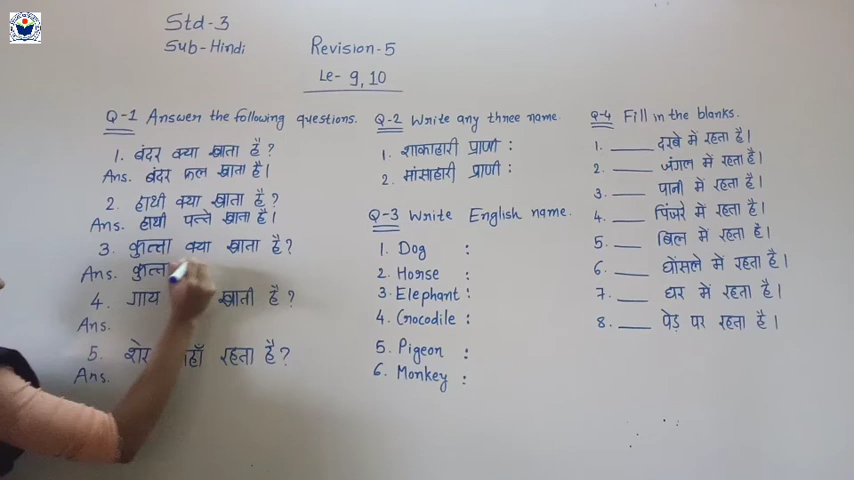 Std-3
Sub-Hindi
Revision-5
Le- 9,10
Q-1 Answer the following questions.
1. बंदर क्या खाता है?
Ans. बंदर फल खाता है।
2. हाथी क्या खाता है?
Ans. हाथी पत्ते खाता है।
3. कुत्ता क्या खाता है?
Ans. कुत्ता
4. गाय खाती है?
Ans.
5. शेर रहता है?
Ans.
Q-2 Write any three name.
1. शाकाहारी प्राणी :
2. मांसाहारी प्राणी :
Q-3 Write English name.
1. Dog :
2. Horse :
3. Elephant :
4. Crocodile :
5. Pigeon :
6. Monkey :
Q-4 Fill in the blanks.
1. ____ दरबे में रहता है।
2. ____ जंगल में रहता है।
3. ____ पानी में रहता है।
4. ____ पिंजरे में रहता है।
5. ____ बिल में रहता है।
6. ____ घोंसले में रहता है।
7. ____ घर में रहता है।
8. ____ पेड़ पर रहता है।